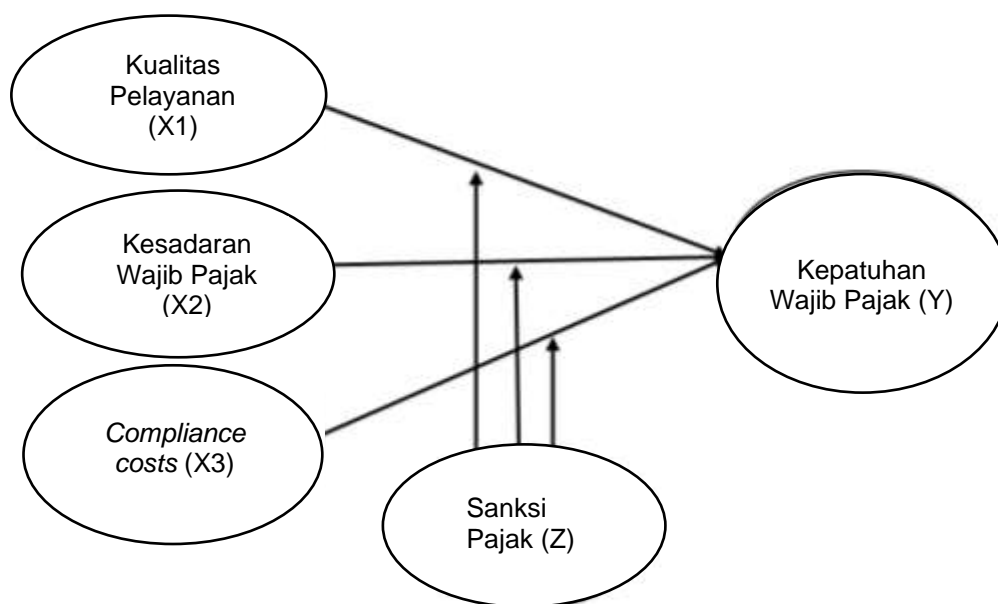 Kualitas
Pelayanan
(X1)
Kesadaran
Wajib Pajak
(X2)
Compliance
costs (X3)
Sanksi
Pajak (Z)
Kepatuhan
Wajib Pajak (Y)